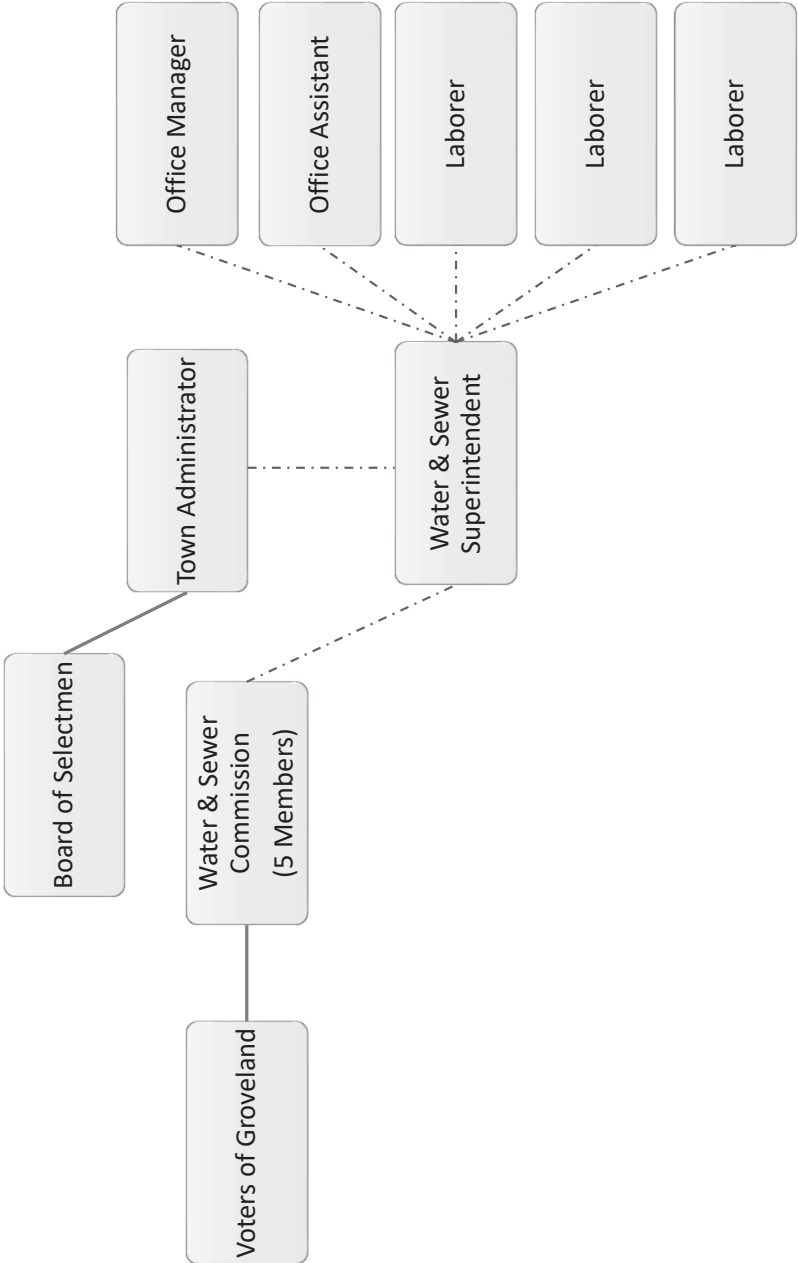 Voters of Groveland
Board of Selectmen
Water & Sewer
Commission
(5 Members)
Town Administrator
Water & Sewer
Superintendent
Office Manager
Office Assistant
Laborer
Laborer
Laborer